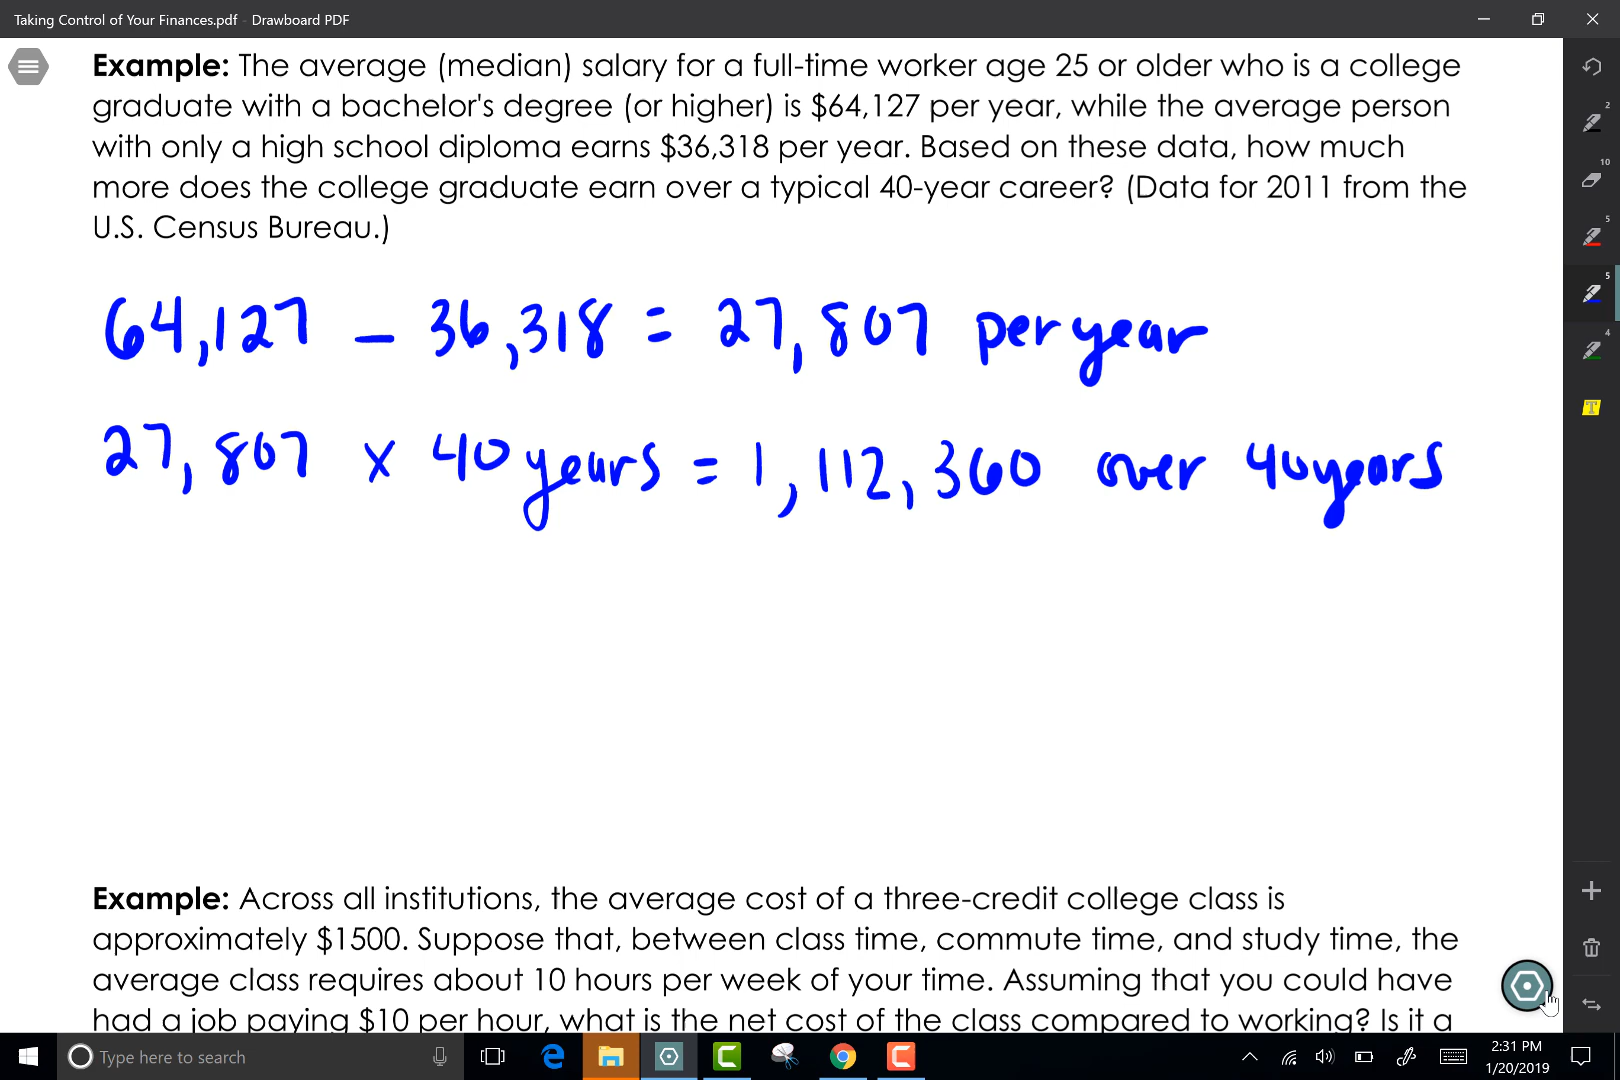 Taking Control of Your Finances.pdf - Drawboard PDF
Example: The average (median) salary for a full-time worker age 25 or older who is a college
graduate with a bachelor's degree (or higher) is $64,127 per year, while the average person
with only a high school diploma earns $36,318 per year. Based on these data, how much
more does the college graduate earn over a typical 40-year career? (Data for 2011 from the
U.S. Census Bureau.)
64,127 - 36,318 = 27,807 per year
27,807 x 40 years = 1,112,360 over 40 years
Example: Across all institutions, the average cost of a three-credit college class is
approximately $1500. Suppose that, between class time, commute time, and study time, the
average class requires about 10 hours per week of your time. Assuming that you could have
had a job paying $10 per hour, what is the net cost of the class compared to working? Is it a
2
10
5
5
4
T
Type here to search
2:31 PM
1/20/2019